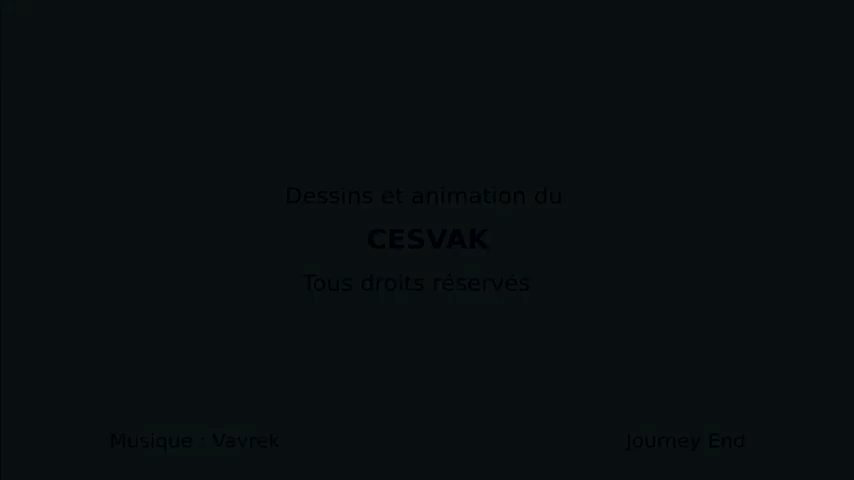 Dessins et animation du
CESVAK
Tous droits réservés
Musique : Vavrek
Journey End